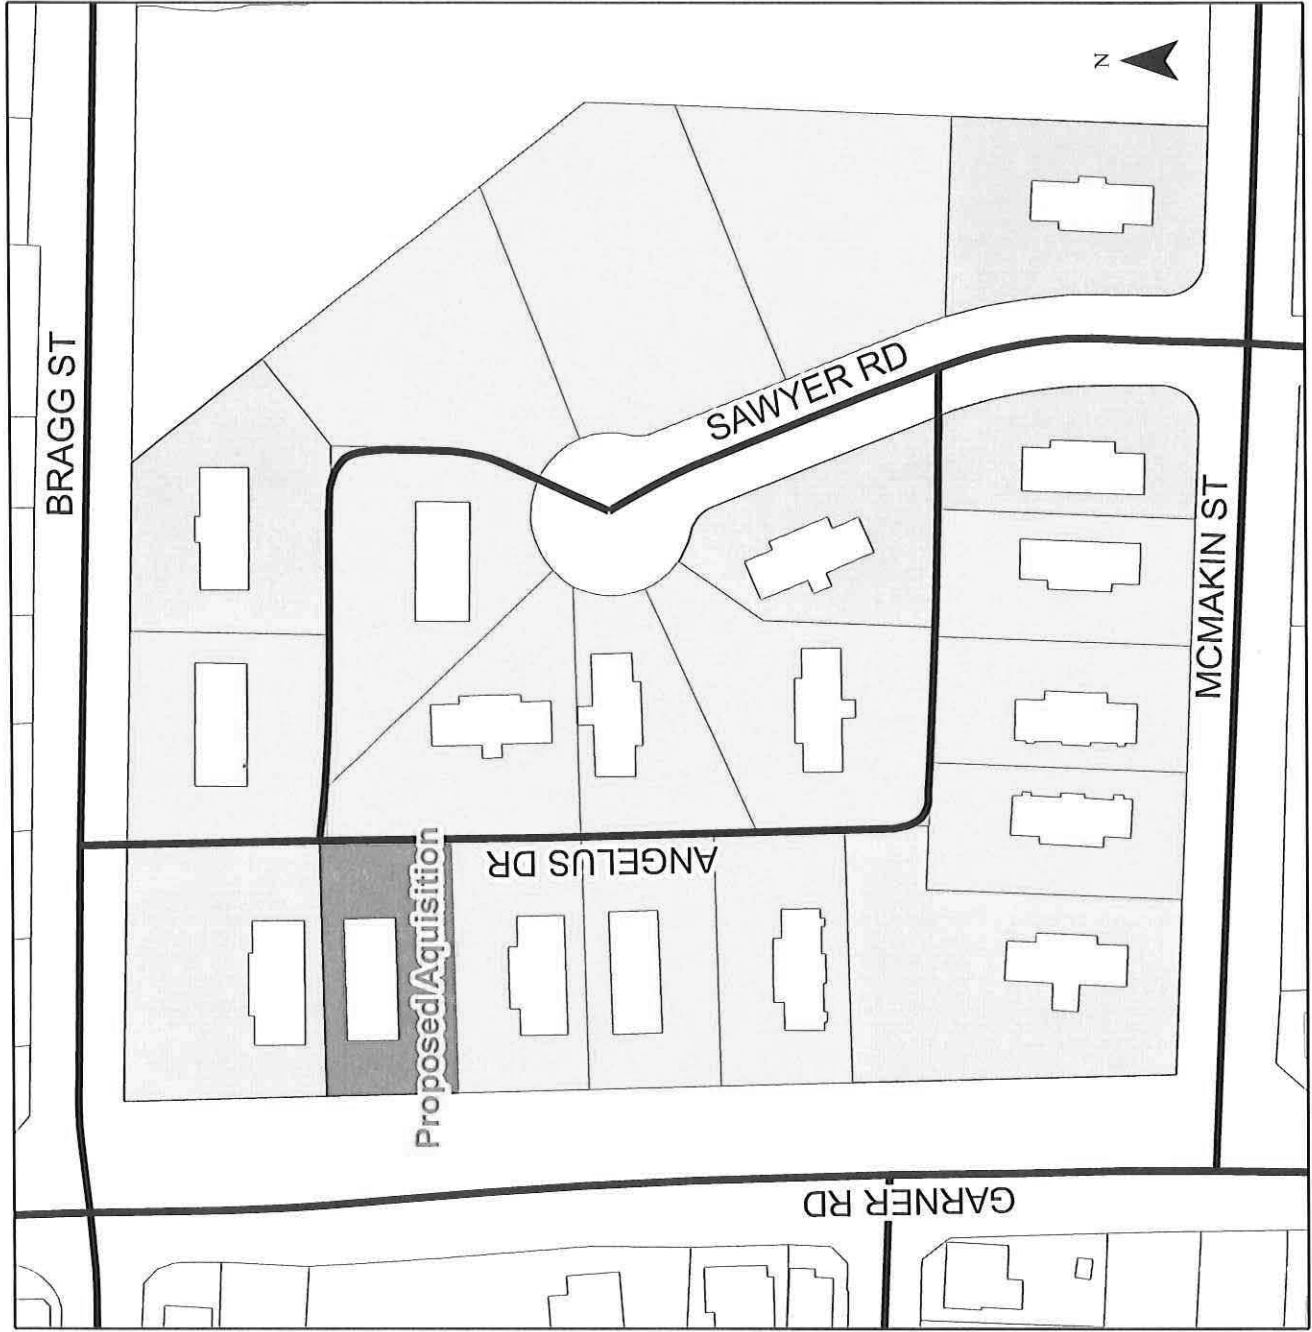 N
BRAGG ST
SAWYER RD
MCMAKIN ST
ANGELUS DR
Proposed Aquisition
GARNER RD